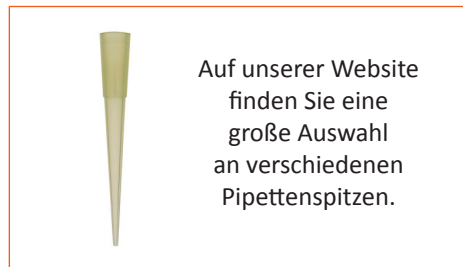 Auf unserer Website
finden Sie eine
große Auswahl
an verschiedenen
Pipettenspitzen.